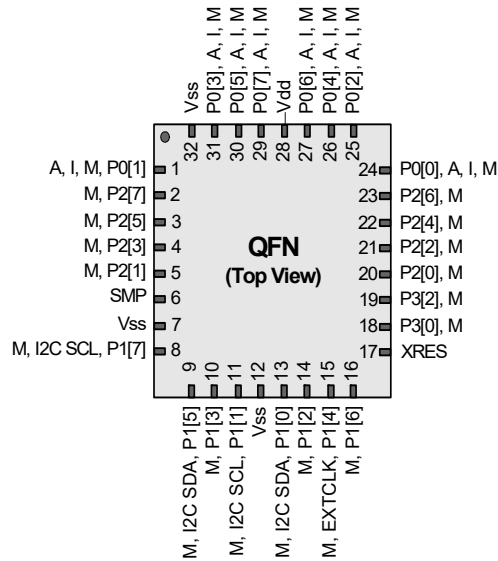 Vss
P0[3], A, I, M
P0[5], A, I, M
P0[7], A, I, M
Vdd
P0[6], A, I, M
P0[4], A, I, M
P0[2], A, I, M
32
31
30
29
28
27
26
25
A, I, M, P0[1] 1
M, P2[7] 2
M, P2[5] 3
M, P2[3] 4
M, P2[1] 5
SMP 6
Vss 7
M, I2C SCL, P1[7] 8
QFN
(Top View)
24 P0[0], A, I, M
23 P2[6], M
22 P2[4], M
21 P2[2], M
20 P2[0], M
19 P3[2], M
18 P3[0], M
17 XRES
9
10
11
12
13
14
15
16
M, I2C SDA, P1[5]
M, P1[3]
M, I2C SCL, P1[1]
Vss
M, I2C SDA, P1[0]
M, P1[2]
M, EXTCLK, P1[4]
M, P1[6]